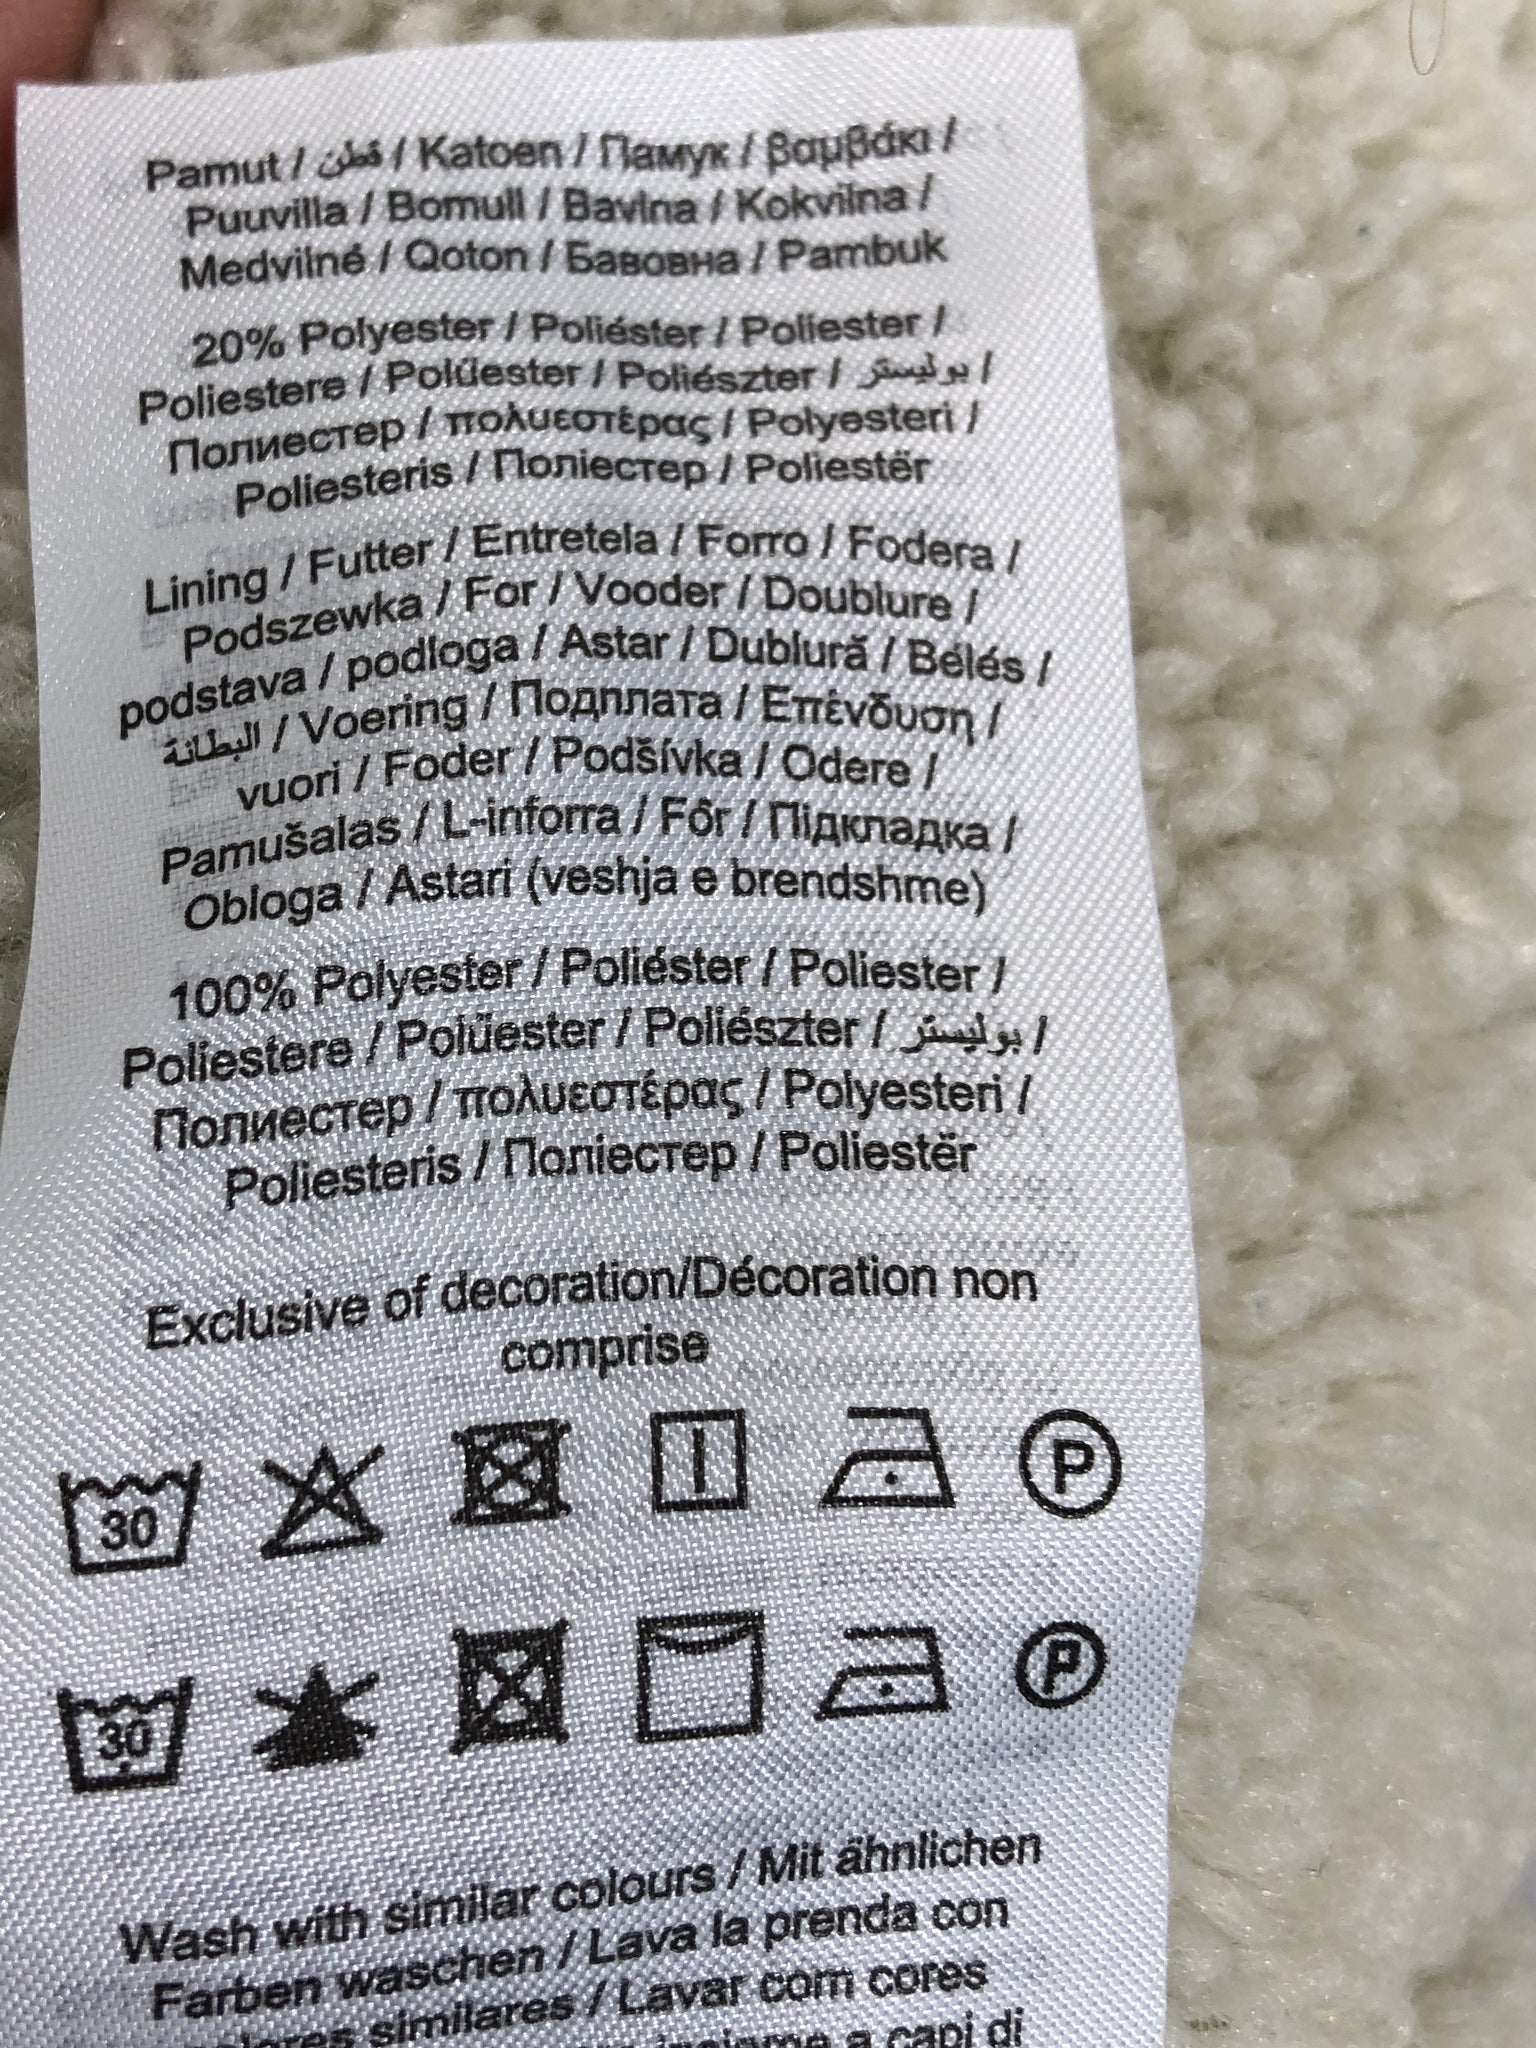 Pamut / قطن / Katoen / Памук / βαμβάκι /
Puuvilla / Bomull / Bavlna / Kokvilna /
Medvilné / Qoton / Бавовна / Pambuk
20% Polyester / Poliéster / Poliester /
Poliestere / Polüester / Poliészter / بوليستر /
Полиестер / πολυεστέρας / Polyesteri /
Poliesteris / Поліестер / Poliestër
Lining / Futter / Entretela / Forro / Fodera /
Podszewka / For / Vooder / Doublure /
podstava / podloga / Astar / Dublură / Bélés /
البطانة / Voering / Подплата / Επένδυση /
vuori / Foder / Podšívka / Odere /
Pamušalas / L-inforra / Fôr / Підкладка /
Obloga / Astari (veshja e brendshme)
100% Polyester / Poliéster / Poliester /
Poliestere / Polüester / Poliészter / بوليستر /
Полиестер / πολυεστέρας / Polyesteri /
Poliesteris / Поліестер / Poliestër
Exclusive of decoration/Décoration non
comprise
30 P
30 P
Wash with similar colours / Mit ähnlichen
Farben waschen / Lava la prenda con
similares / Lavar com cores
a capi di